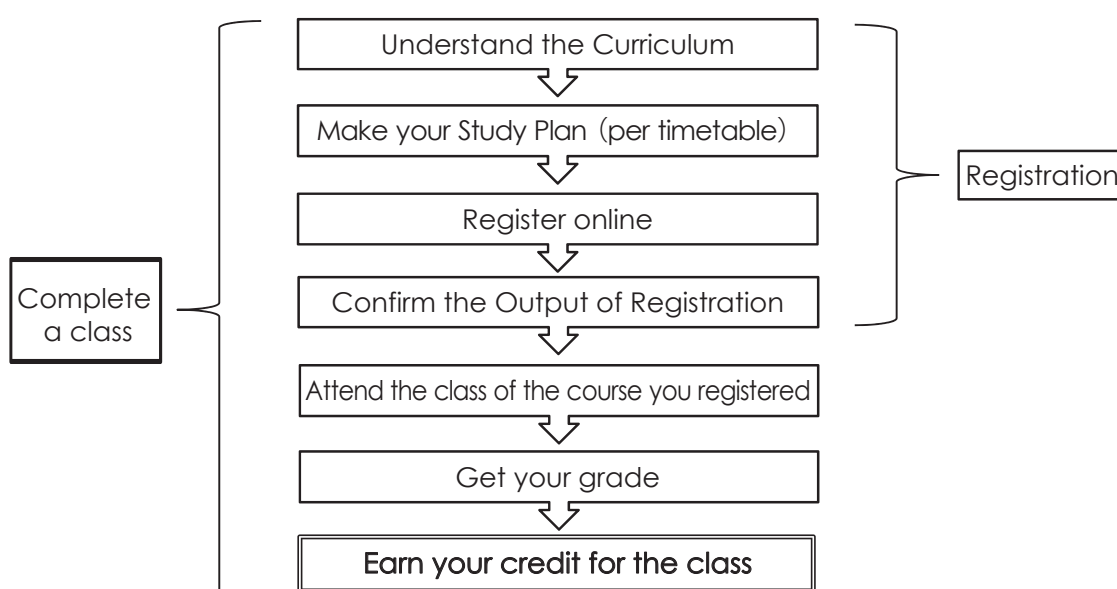 Understand the Curriculum
Make your Study Plan（per timetable）
Registration
Register online
Complete
a class
Confirm the Output of Registration
Attend the class of the course you registered
Get your grade
Earn your credit for the class